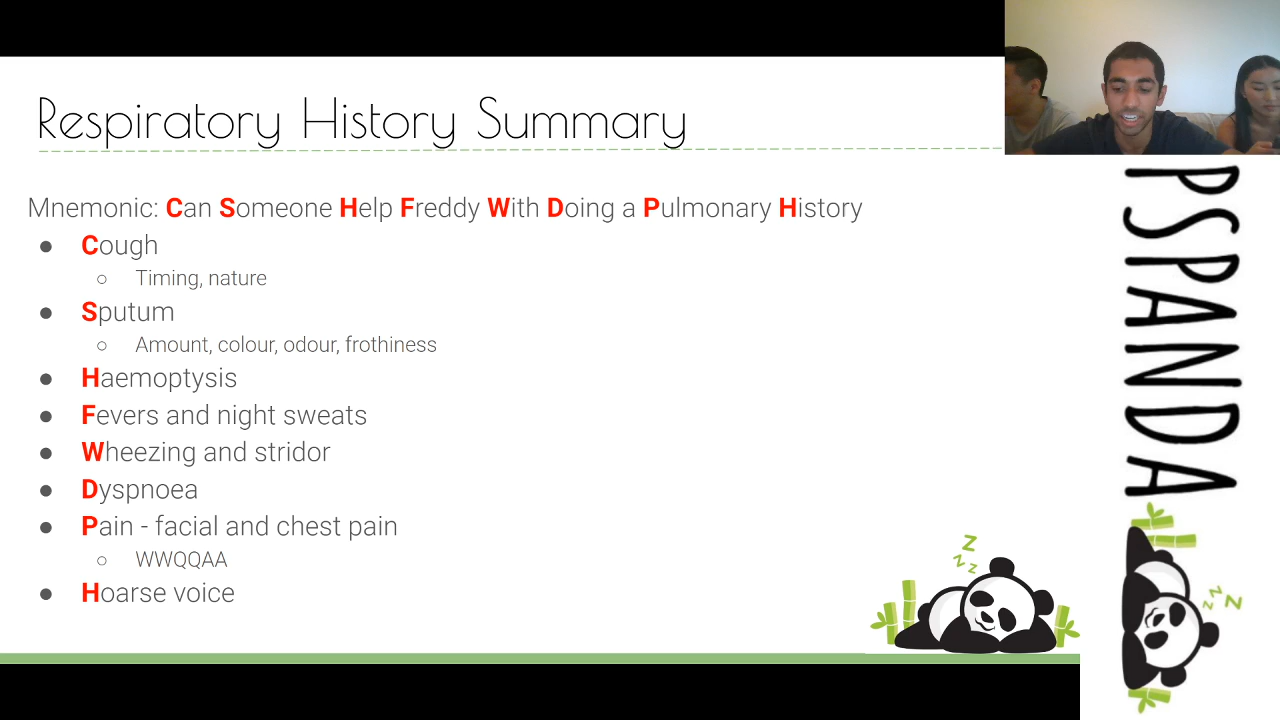 Respiratory History Summary
Mnemonic: Can Someone Help Freddy With Doing a Pulmonary History
● Cough
○ Timing, nature
● Sputum
○ Amount, colour, odour, frothiness
● Haemoptysis
● Fevers and night sweats
● Wheezing and stridor
● Dyspnoea
● Pain - facial and chest pain
○ WWQQAA
● Hoarse voice
z
z z
PSPANDA
z
z z